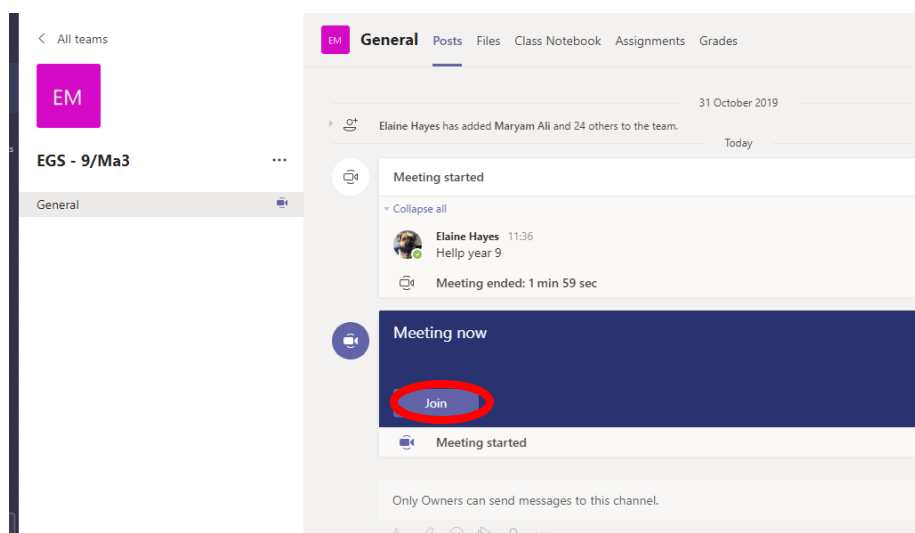 All teams
EM
EGS - 9/Ma3
General
EM General Posts Files Class Notebook Assignments Grades
31 October 2019
Elaine Hayes has added Maryam Ali and 24 others to the team.
Today
Meeting started
Collapse all
Elaine Hayes 11:36
Hellp year 9
Meeting ended: 1 min 59 sec
Meeting now
Join
Meeting started
Only Owners can send messages to this channel.